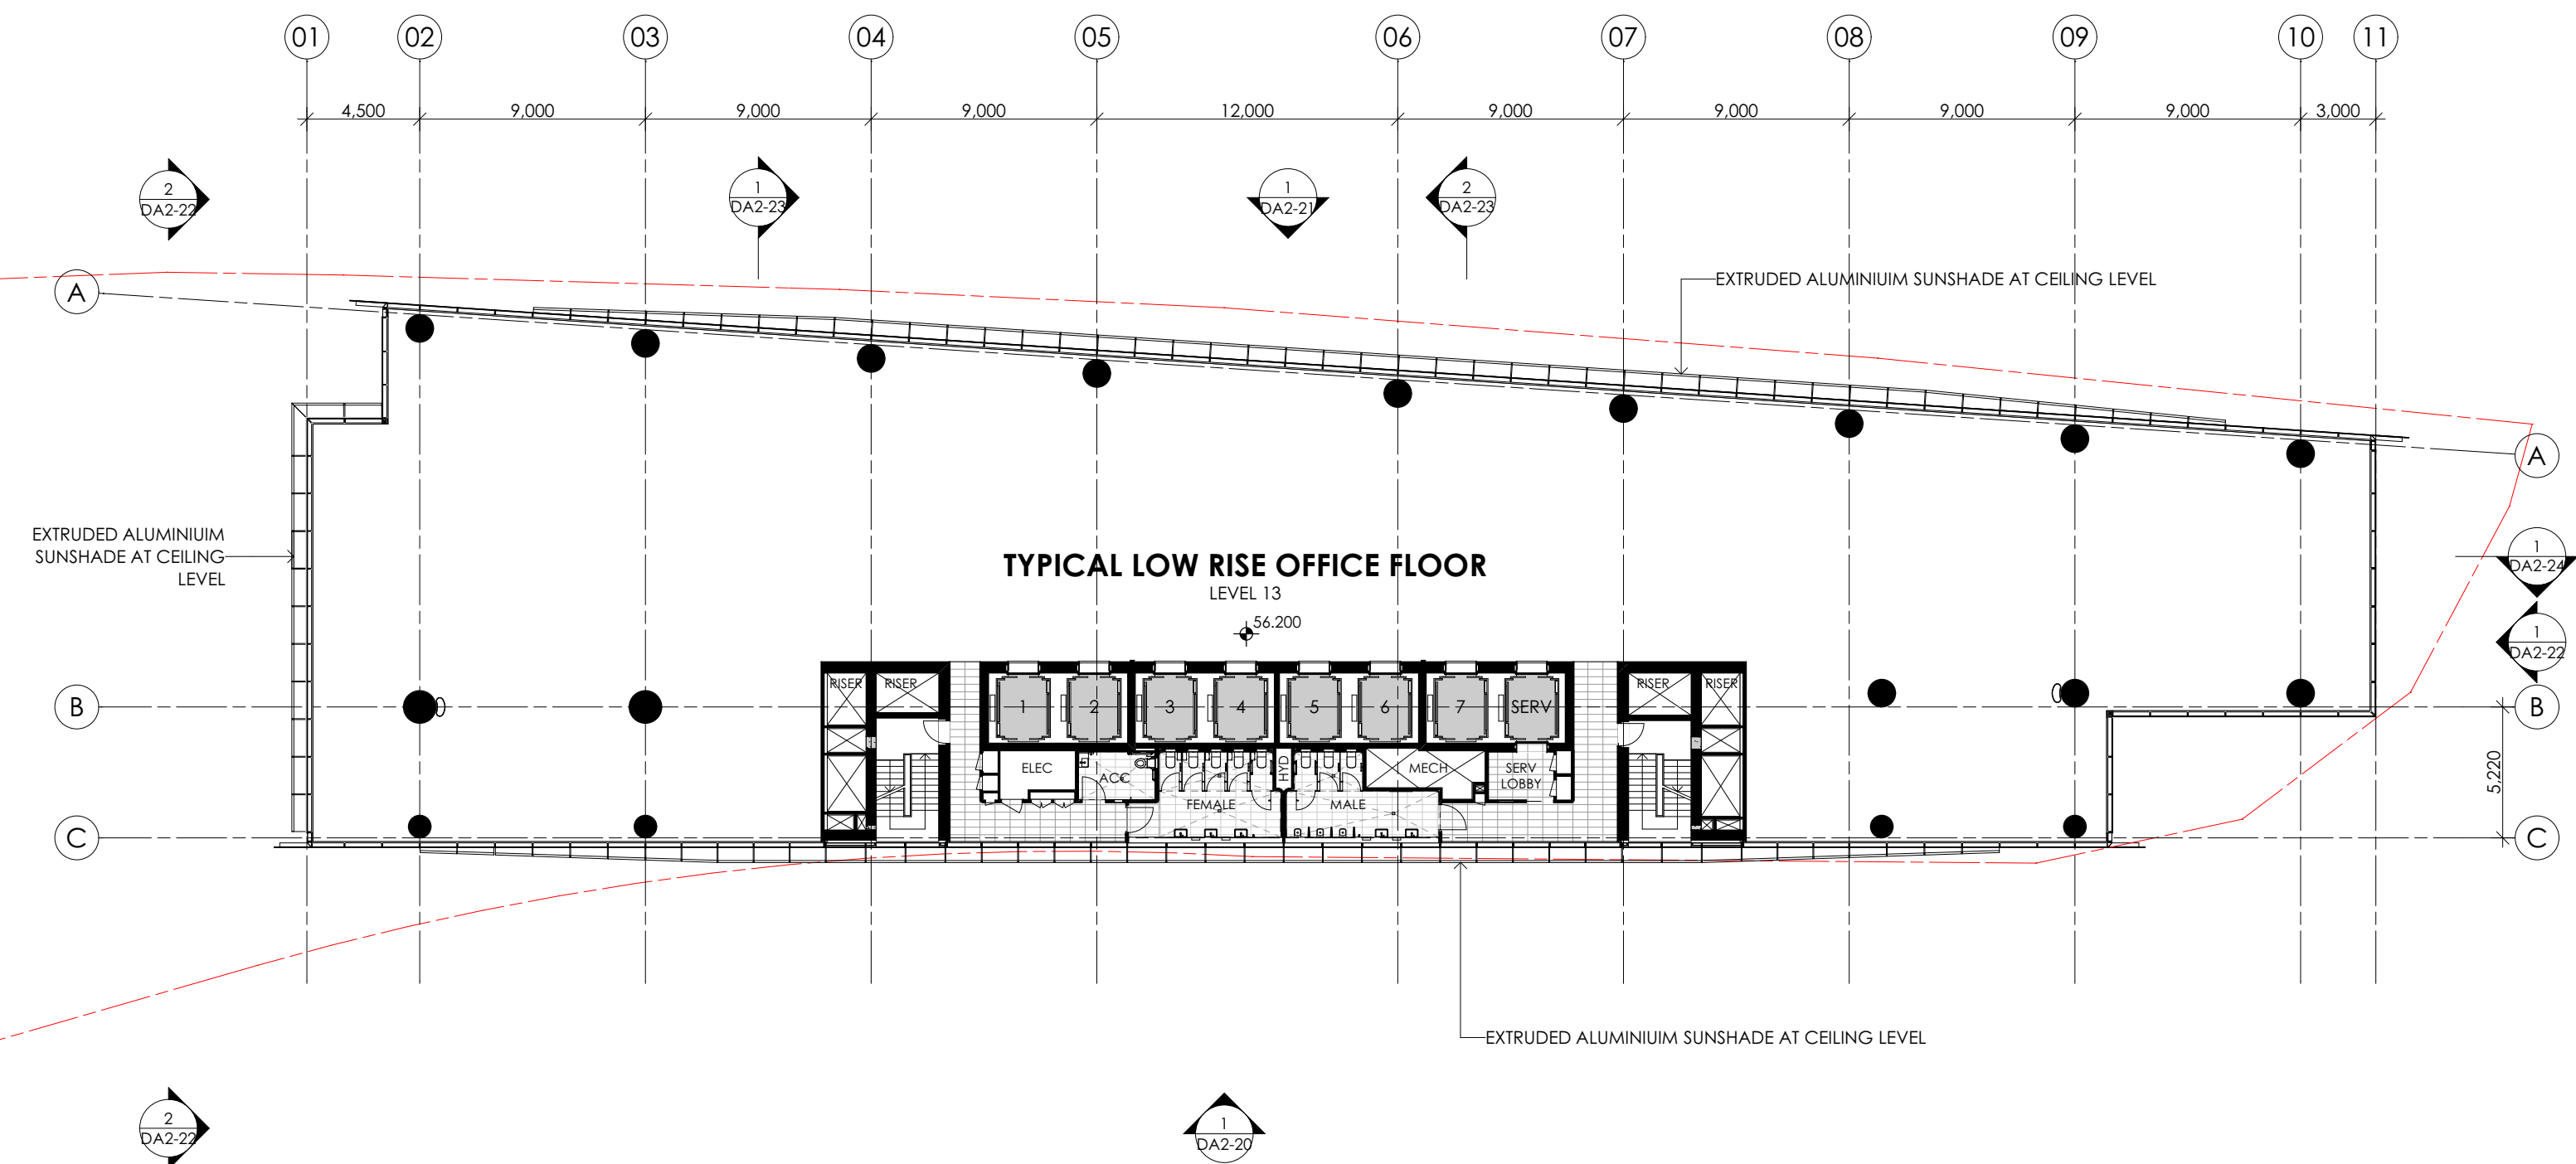 01 02 03 04 05 06 07 08 09 10 11
4,500 9,000 9,000 9,000 12,000 9,000 9,000 9,000 9,000 3,000
2
DA2-22
1
DA2-23
1
DA2-21
2
DA2-23
EXTRUDED ALUMINIUIM SUNSHADE AT CEILING LEVEL
A
A
EXTRUDED ALUMINIUIM
SUNSHADE AT CEILING
LEVEL
TYPICAL LOW RISE OFFICE FLOOR
LEVEL 13
56.200
1
DA2-24
1
DA2-22
RISER RISER RISER RISER
B 1 2 3 4 5 6 7 SERV B
ELEC ACC HYD MECH SERV
LOBBY
FEMALE MALE
5,220
C C
EXTRUDED ALUMINIUIM SUNSHADE AT CEILING LEVEL
2
DA2-22
1
DA2-20